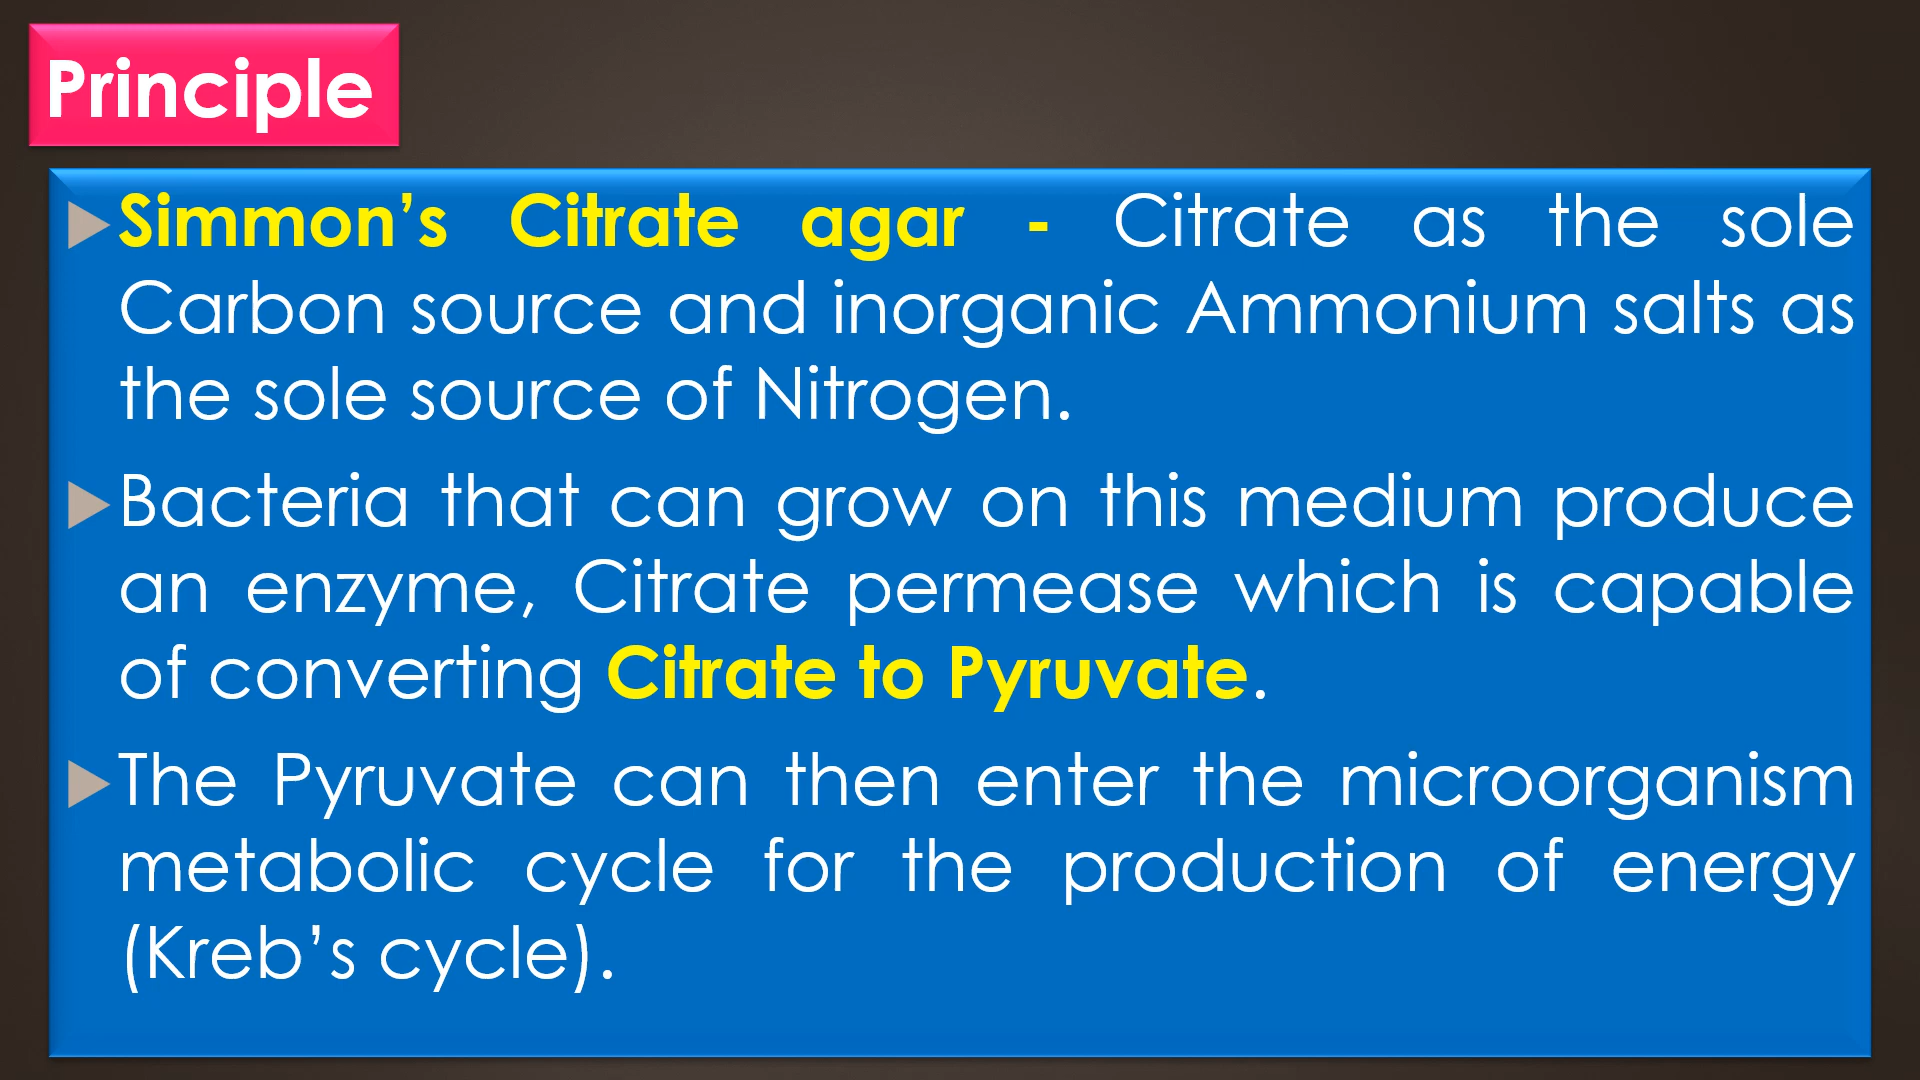 Principle
Simmon’s Citrate agar - Citrate as the sole
Carbon source and inorganic Ammonium salts as
the sole source of Nitrogen.
Bacteria that can grow on this medium produce
an enzyme, Citrate permease which is capable
of converting Citrate to Pyruvate.
The Pyruvate can then enter the microorganism
metabolic cycle for the production of energy
(Kreb’s cycle).